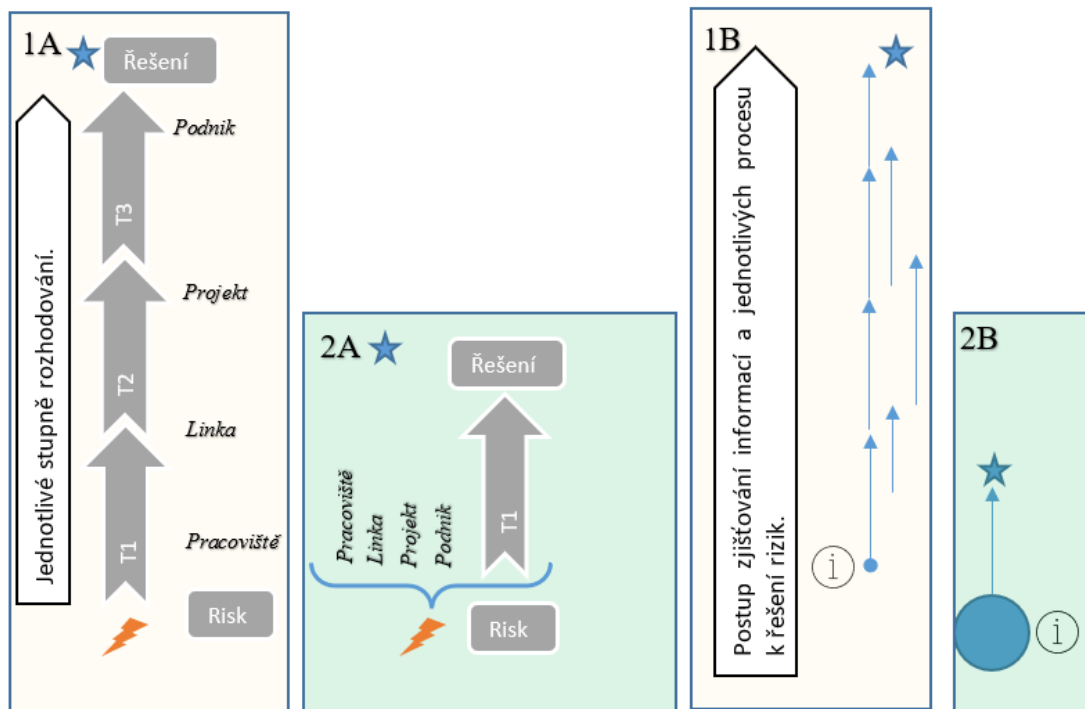 1A
Řešení
Podnik
T3
Projekt
T2
Linka
T1
Pracoviště
Risk
Jednotlivé stupně rozhodování.
2A
Řešení
T1
Pracoviště
Linka
Projekt
Podnik
Risk
1B
Postup zjišťování informací a jednotlivých procesu
k řešení rizik.
i
2B
i